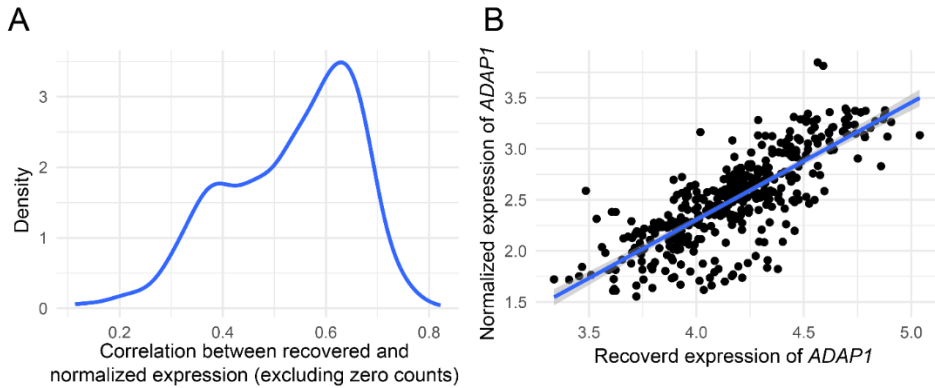 A
Density
3
2
1
0
0.2 0.4 0.6 0.8
Correlation between recovered and
normalized expression (excluding zero counts)
B
Normalized expression of ADAP1
3.5
3.0
2.5
2.0
1.5
3.5 4.0 4.5 5.0
Recoverd expression of ADAP1